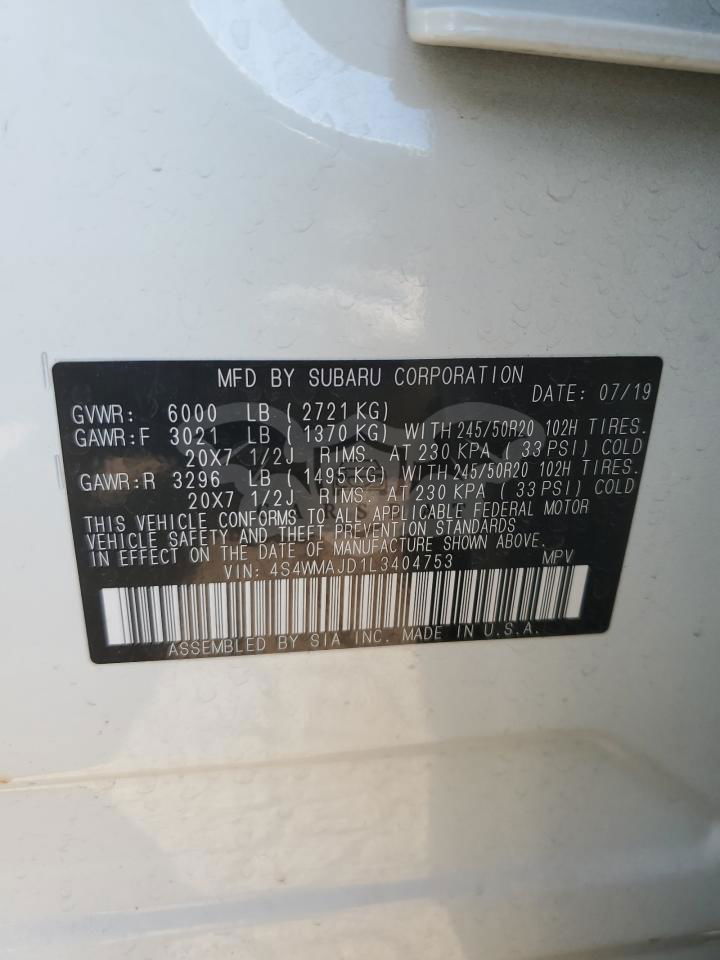 MFD BY SUBARU CORPORATION DATE: 07/19
GVWR: 6000 LB ( 2721 KG)
GAWR:F 3021 LB ( 1370 KG) WITH 245/50R20 102H TIRES.
20X7 1/2J RIMS. AT 230 KPA ( 33 PSI) COLD
GAWR:R 3296 LB ( 1495 KG) WITH 245/50R20 102H TIRES.
20X7 1/2J RIMS. AT 230 KPA ( 33 PSI) COLD
THIS VEHICLE CONFORMS TO ALL APPLICABLE FEDERAL MOTOR
VEHICLE SAFETY AND THEFT PREVENTION STANDARDS
IN EFFECT ON THE DATE OF MANUFACTURE SHOWN ABOVE.
VIN: 4S4WMAJD1L3404753 MPV
ASSEMBLED BY SIA INC. MADE IN U.S.A.